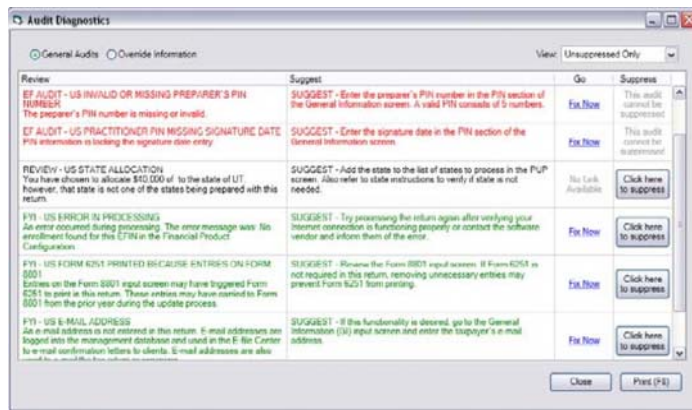 Audit Diagnostics
General Audits Override Information
View: Unsuppressed Only
Review Suggest Go Suppress
EF AUDIT - US INVALID OR MISSING PREPARER'S PIN
NUMBER
The preparer's PIN number is missing or invalid.
SUGGEST - Enter the preparer's PIN number in the PIN section of
the General Information screen. A valid PIN consists of 5 numbers.
Fix Now
This audit
cannot be
suppressed
EF AUDIT - US PRACTITIONER PIN MISSING SIGNATURE DATE
PIN information is lacking the signature date entry.
SUGGEST - Enter the signature date in the PIN section of the
General Information screen.
Fix Now
This audit
cannot be
suppressed
REVIEW - US STATE ALLOCATION
You have chosen to allocate $40,000 of to the state of UT
however, that state is not one of the states being prepared with this
return.
SUGGEST - Add the state to the list of states to process in the PUP
screen. Also refer to state instructions to verify if state is not
needed.
No Link
Available
Click here
to suppress
FYI - US ERROR IN PROCESSING
An error occurred during processing. The error message was: No
enrollment found for this EFIN in the Financial Product
Configuration
SUGGEST - Try processing the return again after verifying your
Internet connection is functioning properly or contact the software
vendor and inform them of the error.
Fix Now
Click here
to suppress
FYI - US FORM 6251 PRINTED BECAUSE ENTRIES ON FORM
8801
Entries on the Form 8801 input screen may have triggered Form
6251 to print in this return. These entries may have carried to Form
8801 from the prior year during the update process.
SUGGEST - Review the Form 8801 input screen. If Form 6251 is
not required in this return, removing unnecessary entries may
prevent Form 6251 from printing.
Fix Now
Click here
to suppress
FYI - US E-MAIL ADDRESS
An e-mail address is not entered in this return. E-mail addresses are
logged into the management database and used in the E-file Center
to e-mail confirmation letters to clients. E-mail addresses are also
SUGGEST - If this functionality is desired, go to the General
Information (GI) input screen and enter the taxpayer's e-mail
address.
Fix Now
Click here
to suppress
Close Print (F8)